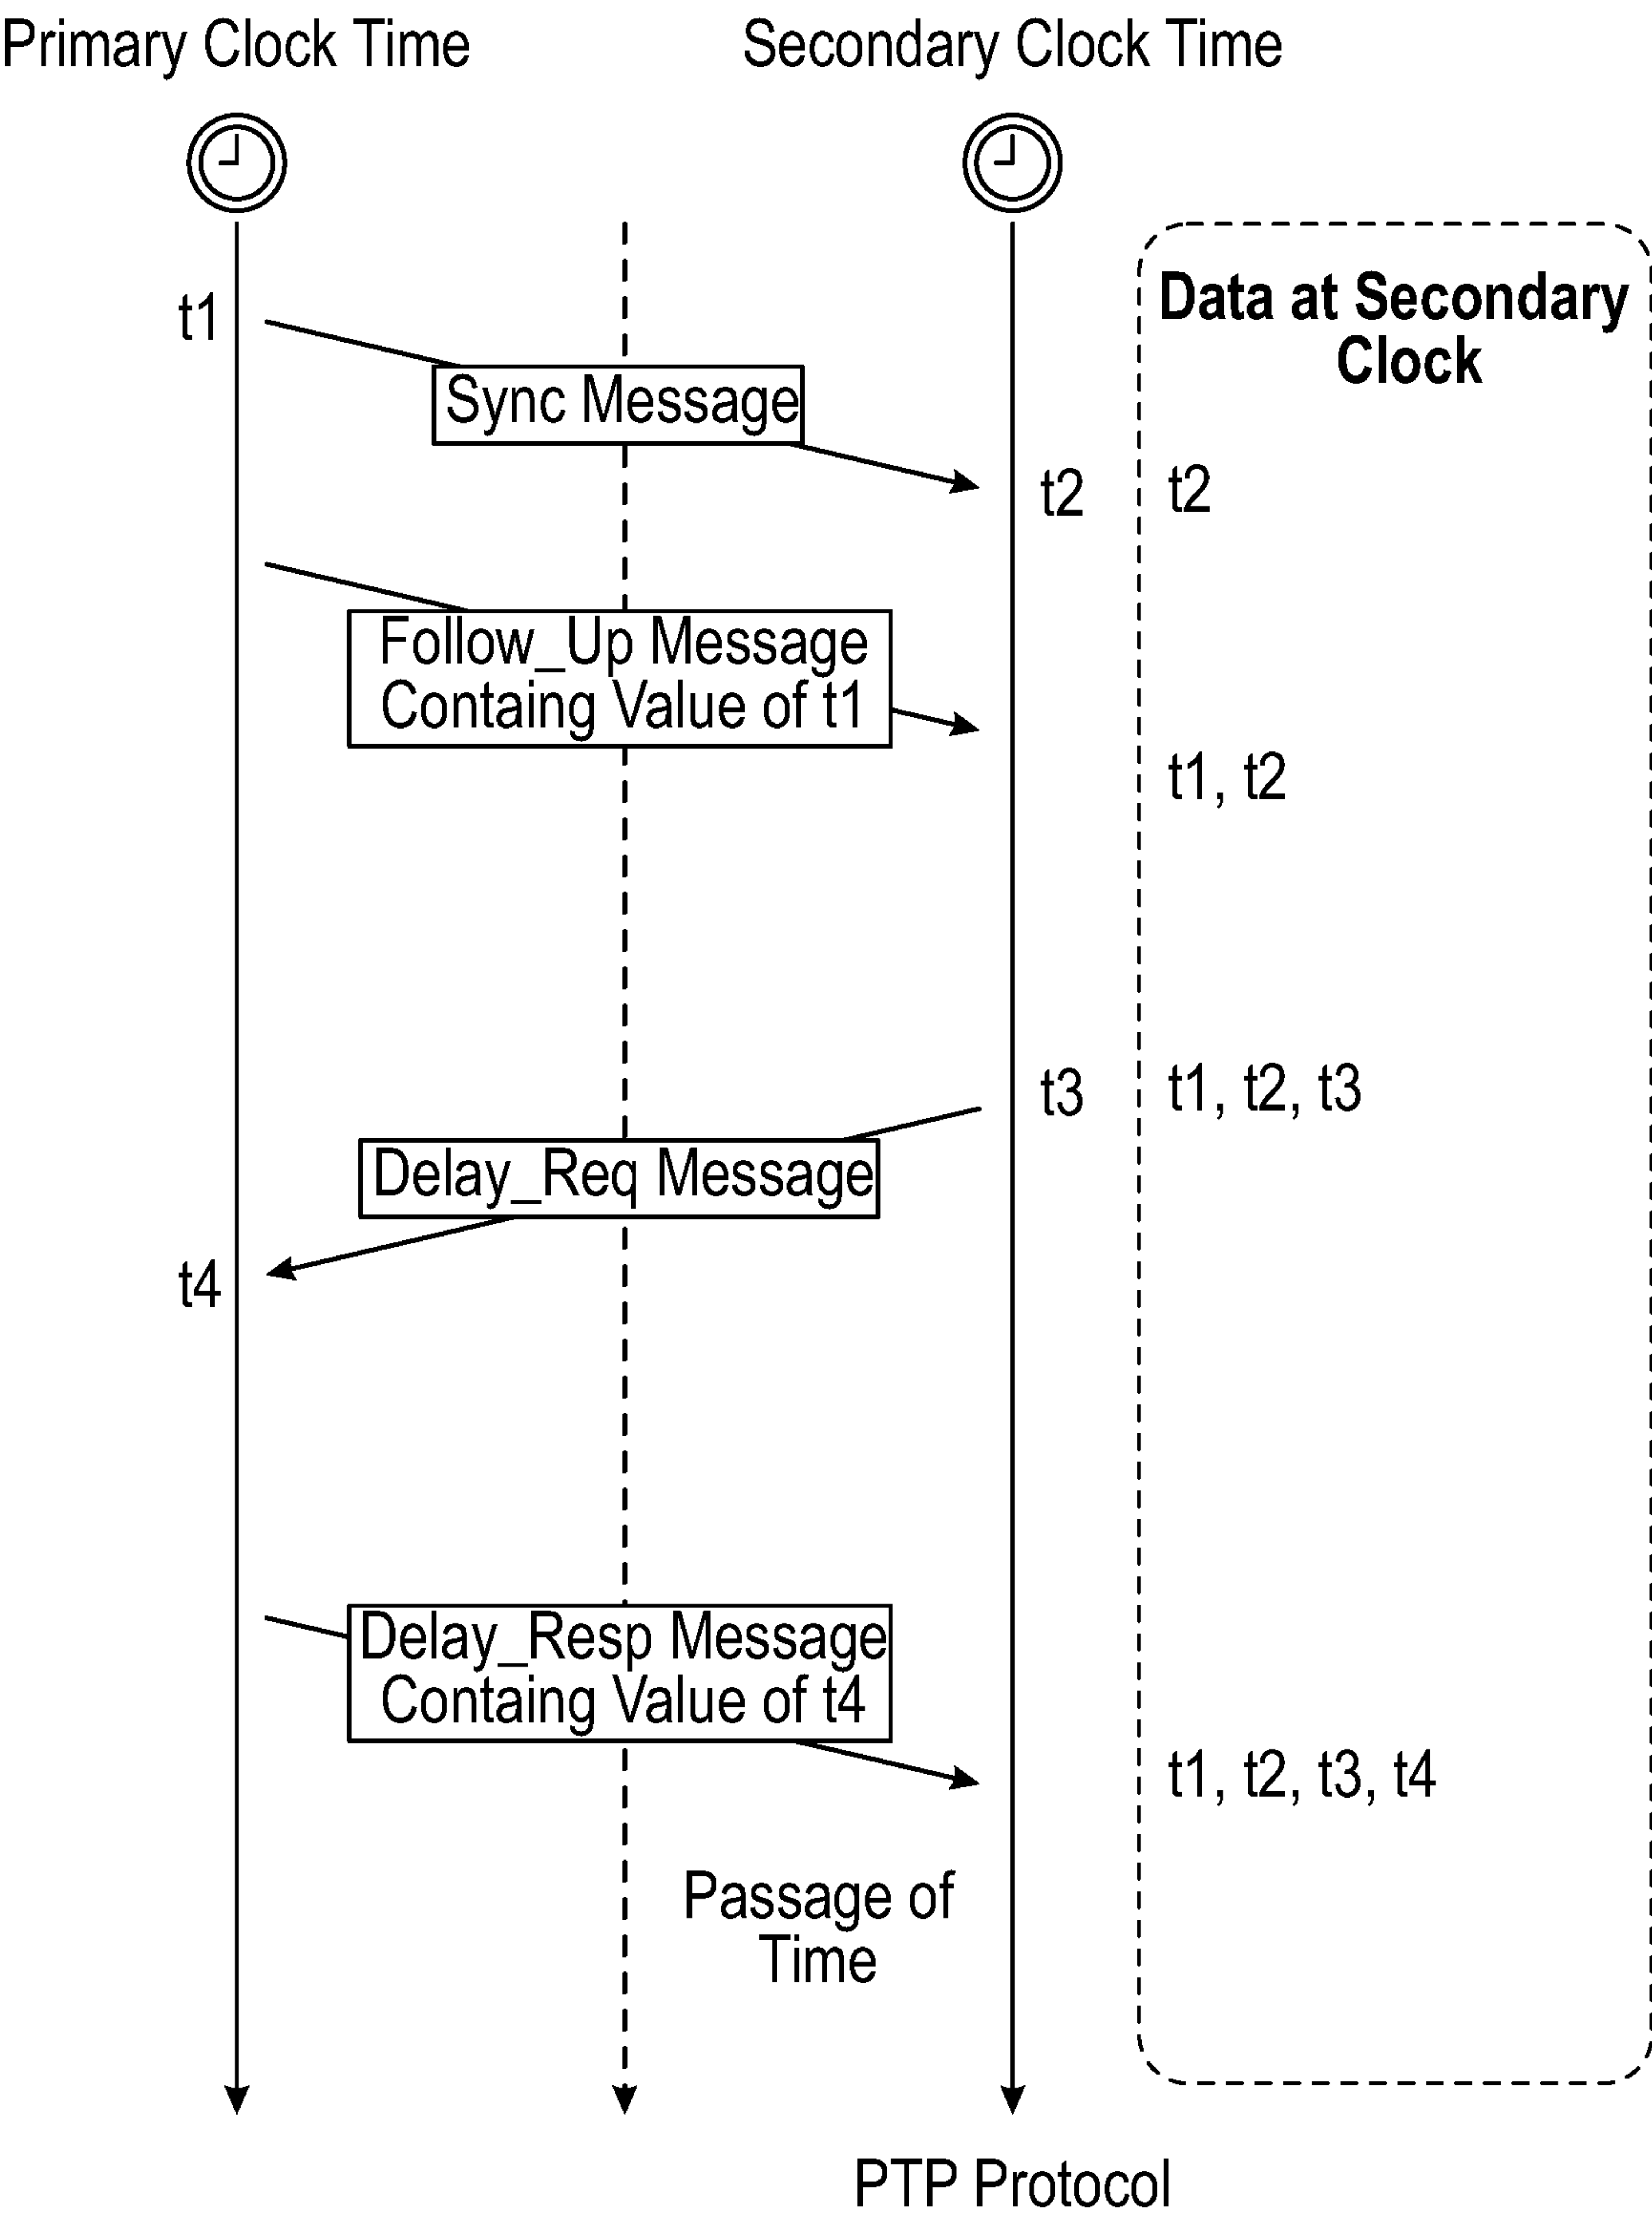 Primary Clock Time
Secondary Clock Time
Data at Secondary
Clock
t1
Sync Message
t2
t2
Follow_Up Message
Containg Value of t1
t1, t2
t3
t1, t2, t3
Delay_Req Message
t4
Delay_Resp Message
Containg Value of t4
t1, t2, t3, t4
Passage of
Time
PTP Protocol